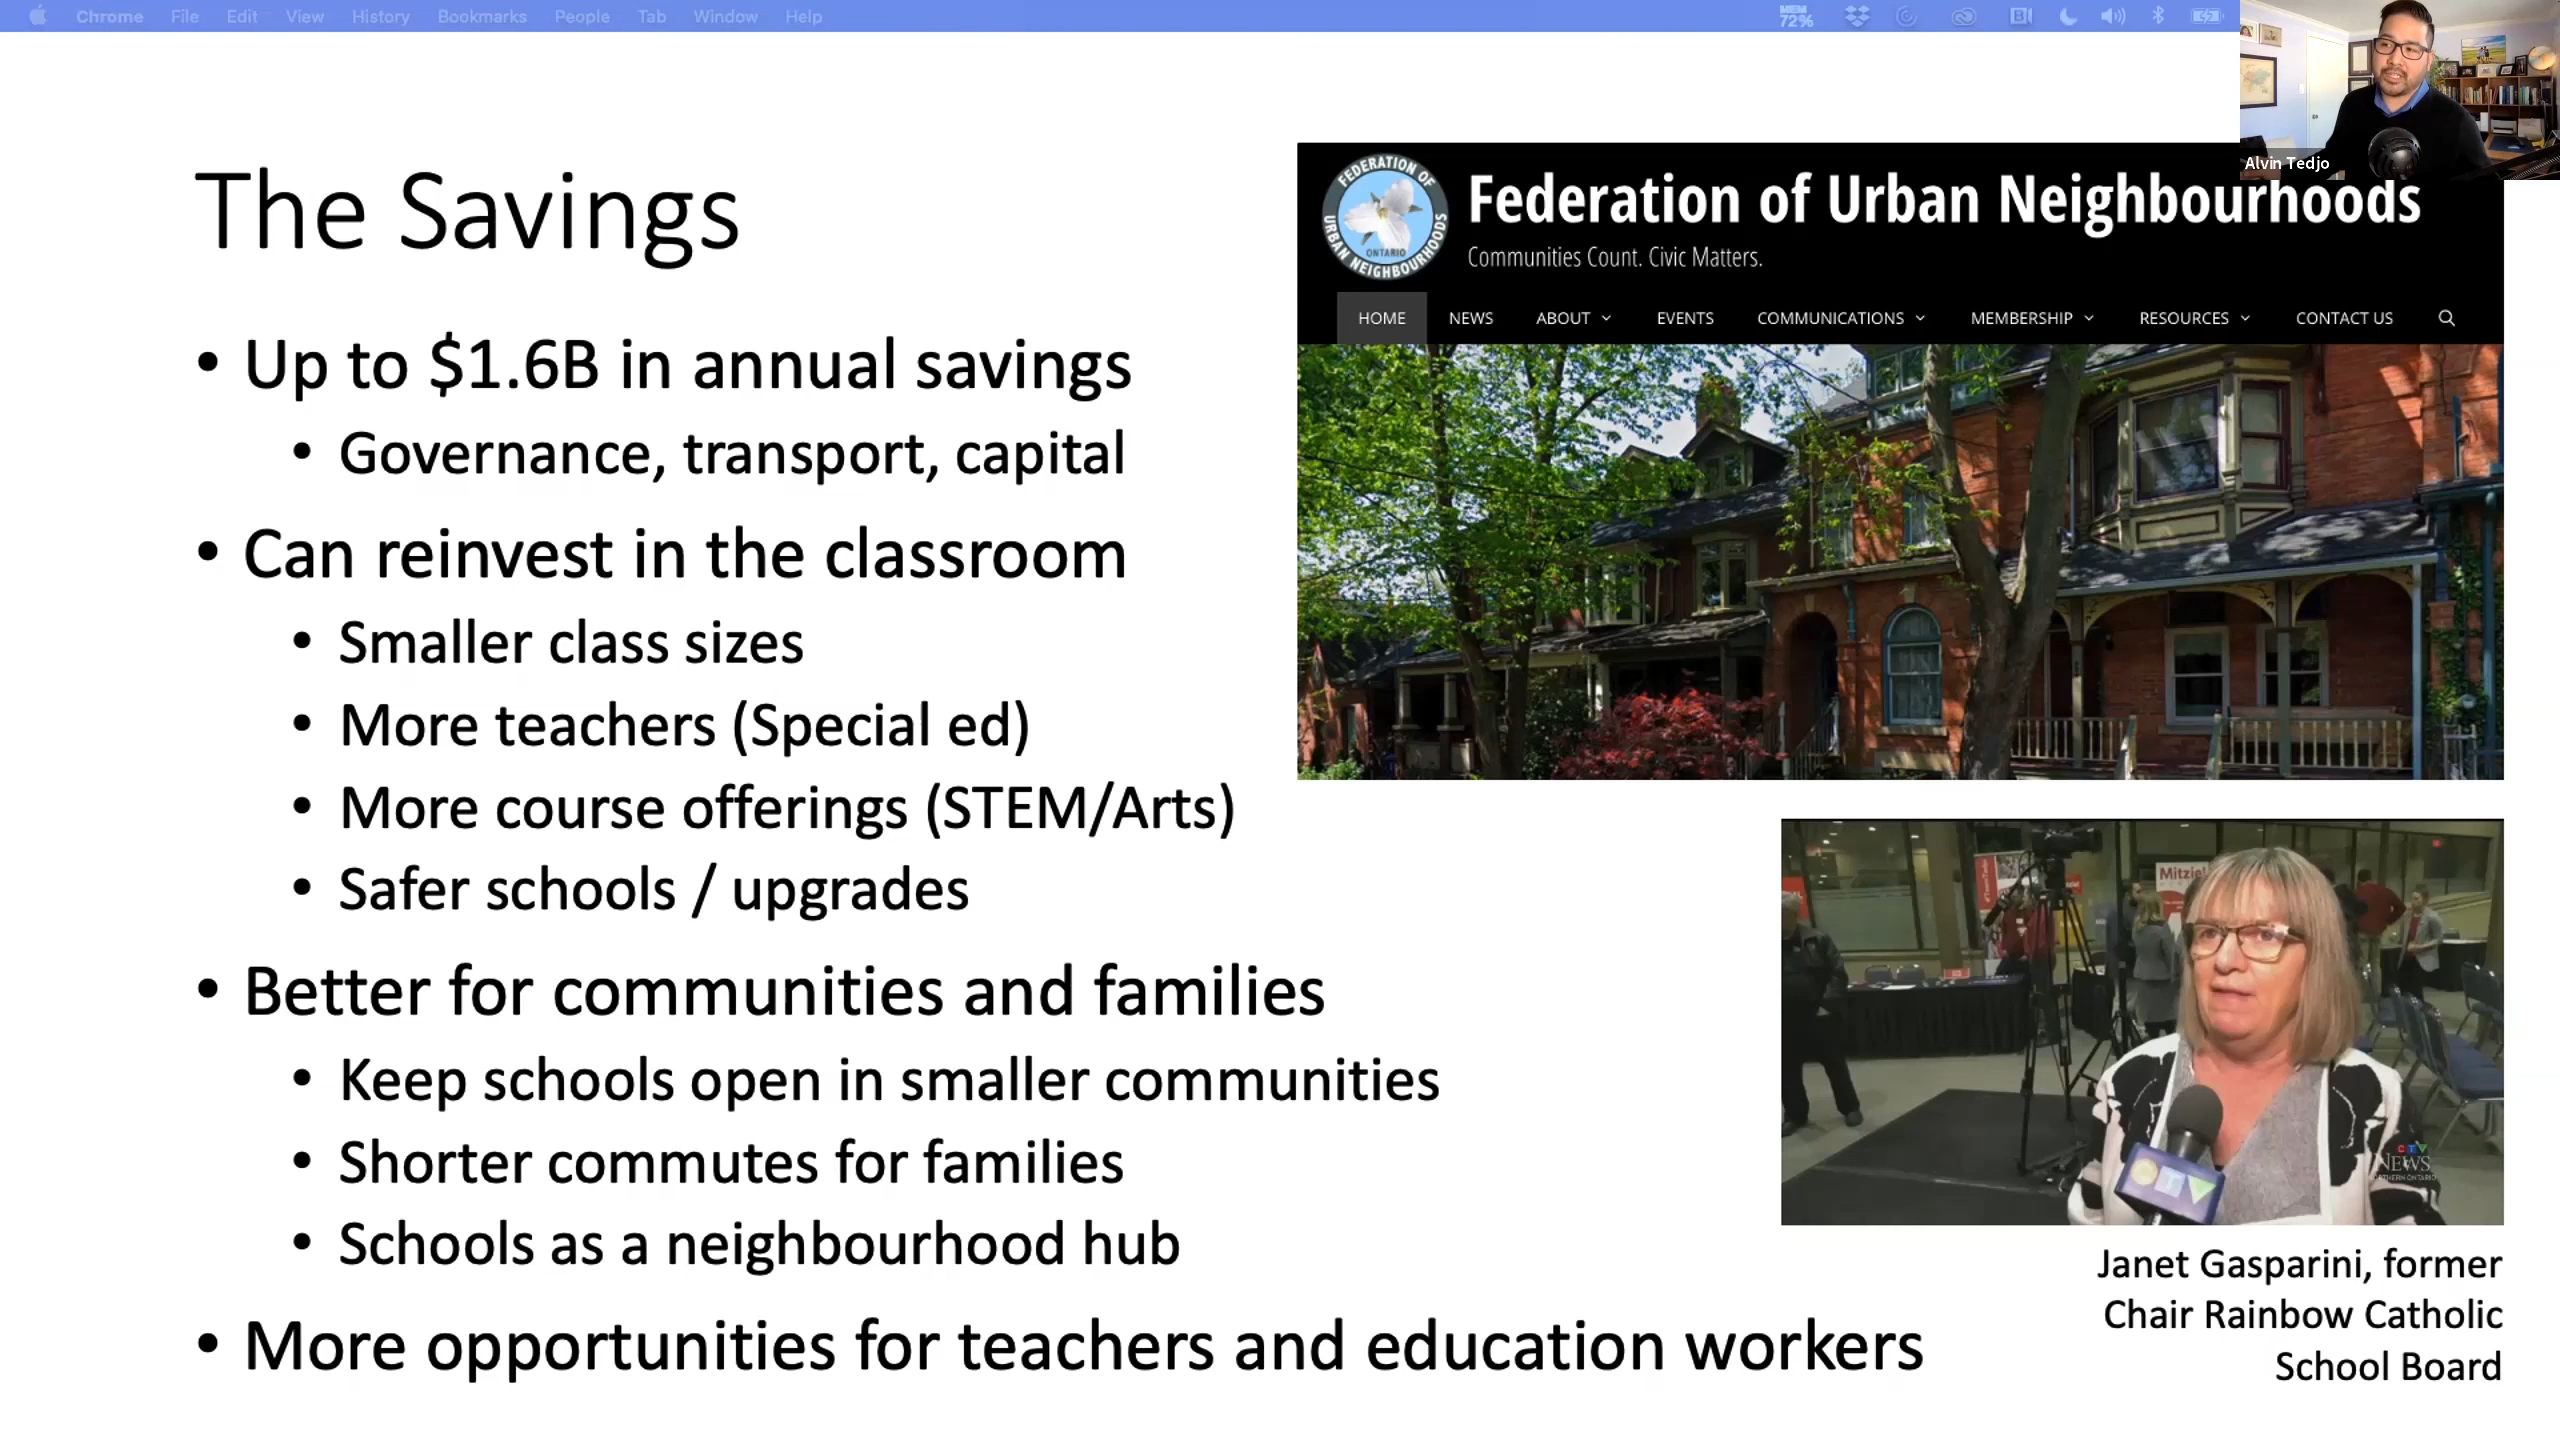 Chrome File Edit View History Bookmarks People Tab Window Help
MEM
72%
Alvin Tedjo
The Savings
• Up to $1.6B in annual savings
• Governance, transport, capital
• Can reinvest in the classroom
• Smaller class sizes
• More teachers (Special ed)
• More course offerings (STEM/Arts)
• Safer schools / upgrades
• Better for communities and families
• Keep schools open in smaller communities
• Shorter commutes for families
• Schools as a neighbourhood hub
• More opportunities for teachers and education workers
FEDERATION OF
URBAN NEIGHBOURHOODS
ONTARIO
Federation of Urban Neighbourhoods
Communities Count. Civic Matters.
HOME NEWS ABOUT EVENTS COMMUNICATIONS MEMBERSHIP RESOURCES CONTACT US
CTV
CTV
NEWS
NORTHERN ONTARIO
Janet Gasparini, former
Chair Rainbow Catholic
School Board